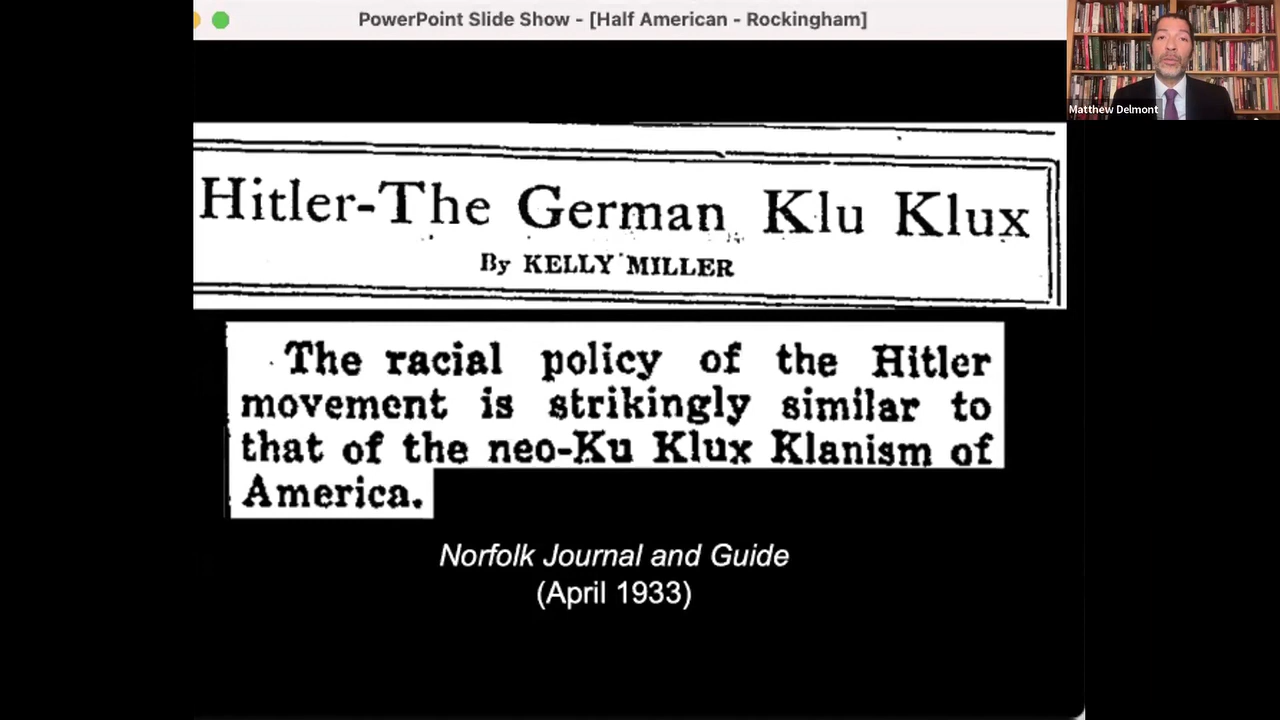 PowerPoint Slide Show - [Half American - Rockingham]
Matthew Delmont
Hitler-The German Klu Klux
By KELLY MILLER
The racial policy of the Hitler
movement is strikingly similar to
that of the neo-Ku Klux Klanism of
America.
Norfolk Journal and Guide
(April 1933)